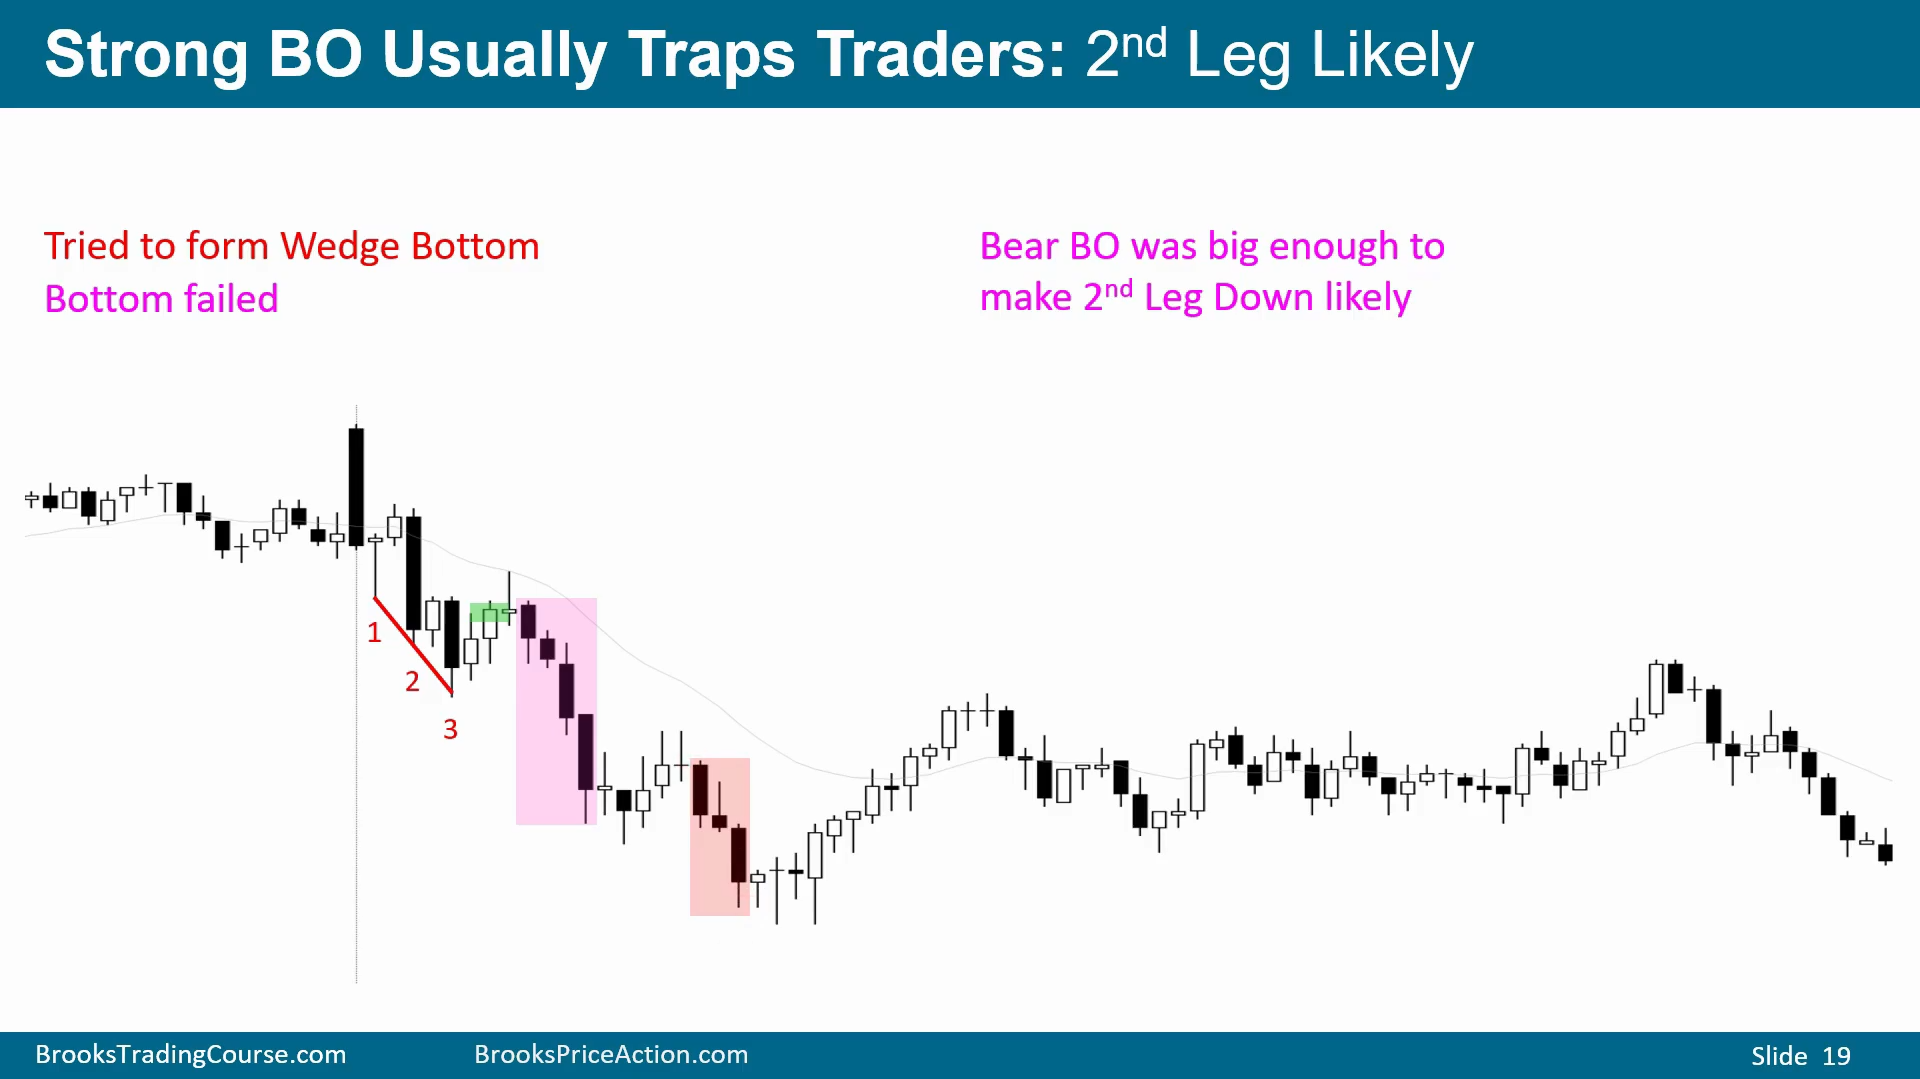 Strong BO Usually Traps Traders: 2nd Leg Likely
Tried to form Wedge Bottom
Bottom failed
Bear BO was big enough to
make 2nd Leg Down likely
1
2
3
BrooksTradingCourse.com
BrooksPriceAction.com
Slide 19